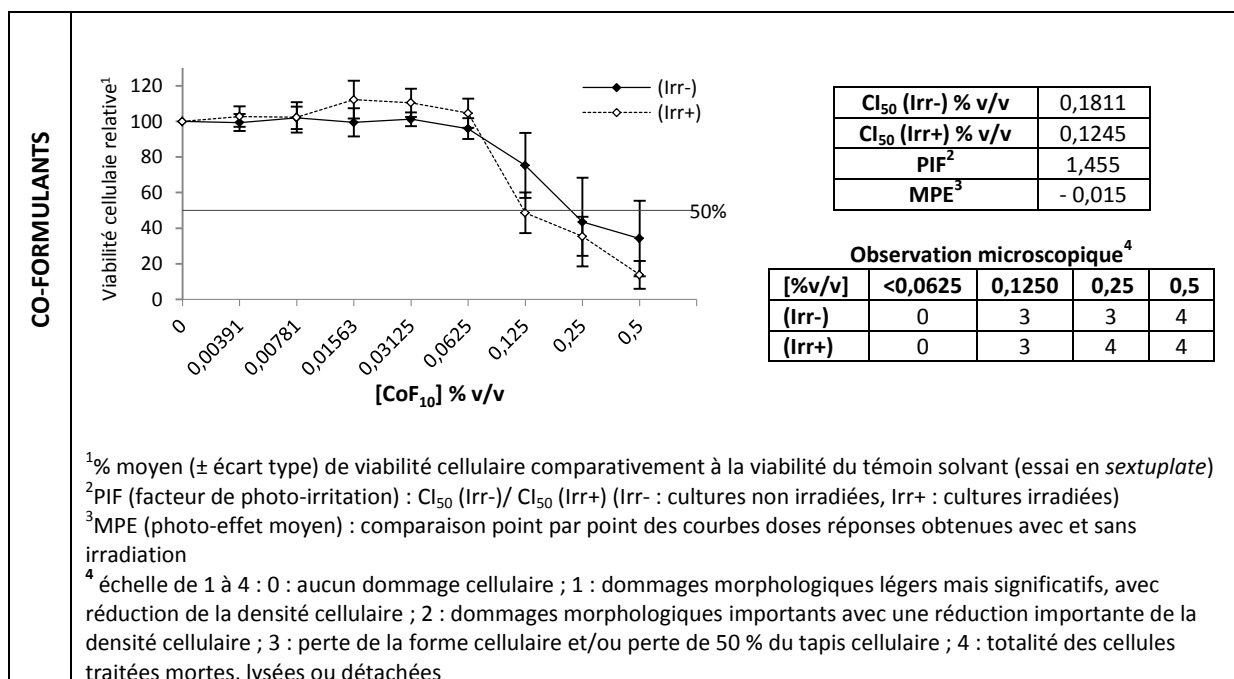 CO-FORMULANTS
Viabilité cellulaie relative1
120
100
80
60
40
20
0
(Irr-)
(Irr+)
50%
0
0,00391
0,00781
0,01563
0,03125
0,0625
0,125
0,25
0,5
[CoF10] % v/v
CI50 (Irr-) % v/v 0,1811
CI50 (Irr+) % v/v 0,1245
PIF2 1,455
MPE3 - 0,015
Observation microscopique4
[%v/v] <0,0625 0,1250 0,25 0,5
(Irr-) 0 3 3 4
(Irr+) 0 3 4 4
1% moyen (± écart type) de viabilité cellulaire comparativement à la viabilité du témoin solvant (essai en sextuplate)
2PIF (facteur de photo-irritation) : CI50 (Irr-)/ CI50 (Irr+) (Irr- : cultures non irradiées, Irr+ : cultures irradiées)
3MPE (photo-effet moyen) : comparaison point par point des courbes doses réponses obtenues avec et sans
irradiation
4 échelle de 1 à 4 : 0 : aucun dommage cellulaire ; 1 : dommages morphologiques légers mais significatifs, avec
réduction de la densité cellulaire ; 2 : dommages morphologiques importants avec une réduction importante de la
densité cellulaire ; 3 : perte de la forme cellulaire et/ou perte de 50 % du tapis cellulaire ; 4 : totalité des cellules
traitées mortes, lysées ou détachées